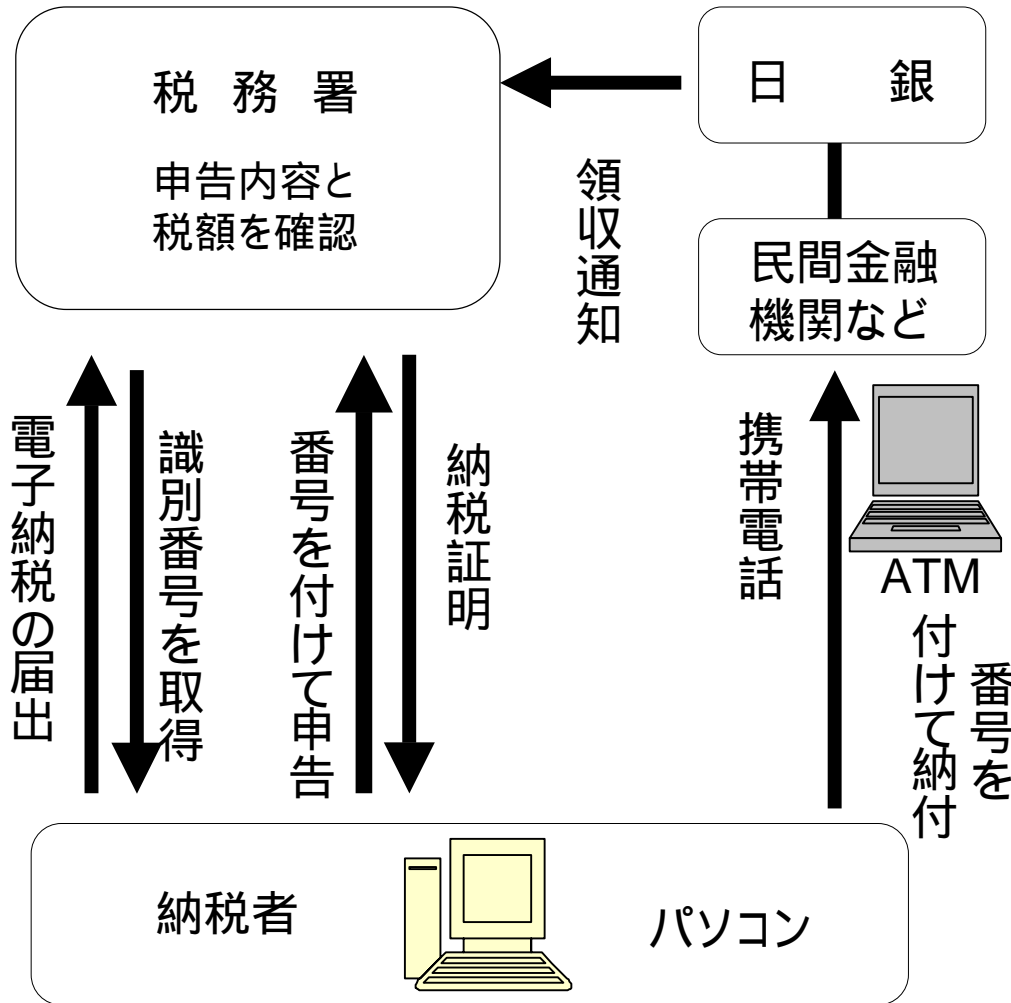 税務署
申告内容と
税額を確認
日銀
領収通知
民間金融
機関など
電子納税の届出
識別番号を取得
番号を付けて申告
納税証明
携帯電話
ATM
番号を
付けて納付
納税者
パソコン